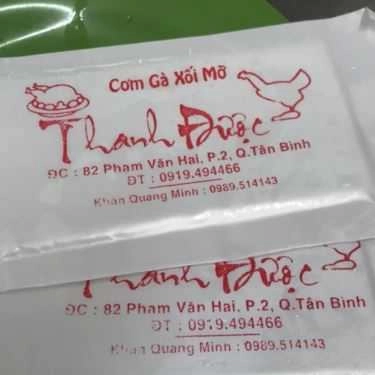 Cơm Gà Xối Mỡ
Thanh Được
ĐC : 82 Phạm Văn Hai, P.2, Q.Tân Bình
ĐT : 0919.494466
Khăn Quang Minh : 0989.514143
Thanh Được
ĐC : 82 Phạm Văn Hai, P.2, Q.Tân Bình
ĐT : 0919.494466
Khăn Quang Minh : 0989.514143